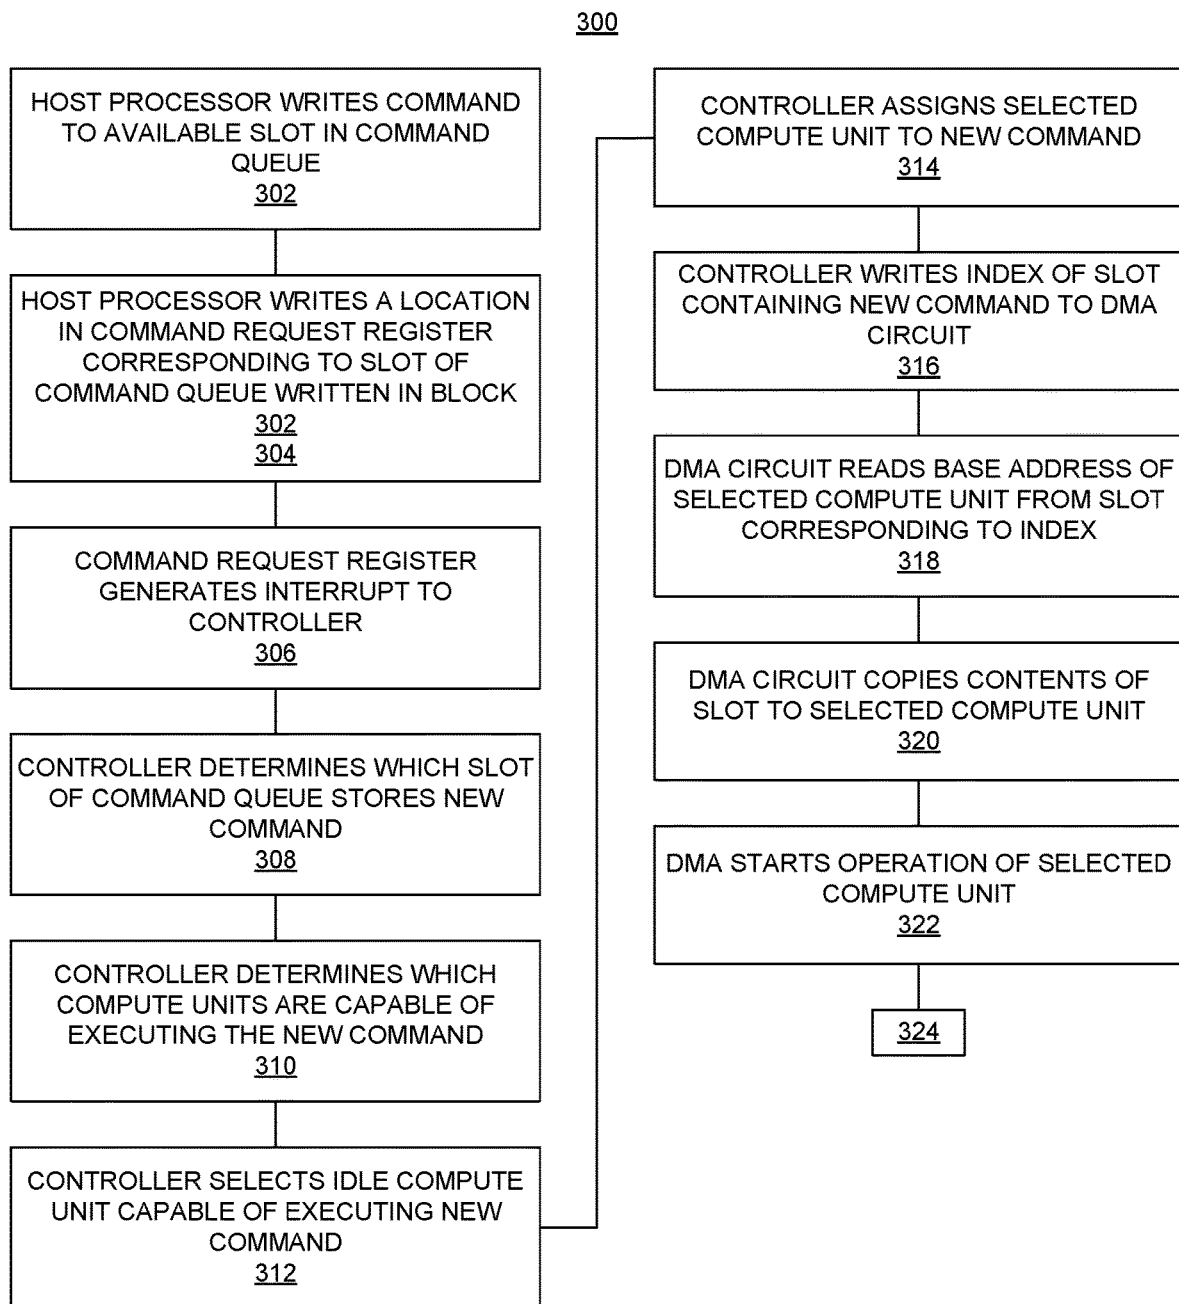 300
HOST PROCESSOR WRITES COMMAND
TO AVAILABLE SLOT IN COMMAND
QUEUE
302
HOST PROCESSOR WRITES A LOCATION
IN COMMAND REQUEST REGISTER
CORRESPONDING TO SLOT OF
COMMAND QUEUE WRITTEN IN BLOCK
302
304
COMMAND REQUEST REGISTER
GENERATES INTERRUPT TO
CONTROLLER
306
CONTROLLER DETERMINES WHICH SLOT
OF COMMAND QUEUE STORES NEW
COMMAND
308
CONTROLLER DETERMINES WHICH
COMPUTE UNITS ARE CAPABLE OF
EXECUTING THE NEW COMMAND
310
CONTROLLER SELECTS IDLE COMPUTE
UNIT CAPABLE OF EXECUTING NEW
COMMAND
312
CONTROLLER ASSIGNS SELECTED
COMPUTE UNIT TO NEW COMMAND
314
CONTROLLER WRITES INDEX OF SLOT
CONTAINING NEW COMMAND TO DMA
CIRCUIT
316
DMA CIRCUIT READS BASE ADDRESS OF
SELECTED COMPUTE UNIT FROM SLOT
CORRESPONDING TO INDEX
318
DMA CIRCUIT COPIES CONTENTS OF
SLOT TO SELECTED COMPUTE UNIT
320
DMA STARTS OPERATION OF SELECTED
COMPUTE UNIT
322
324